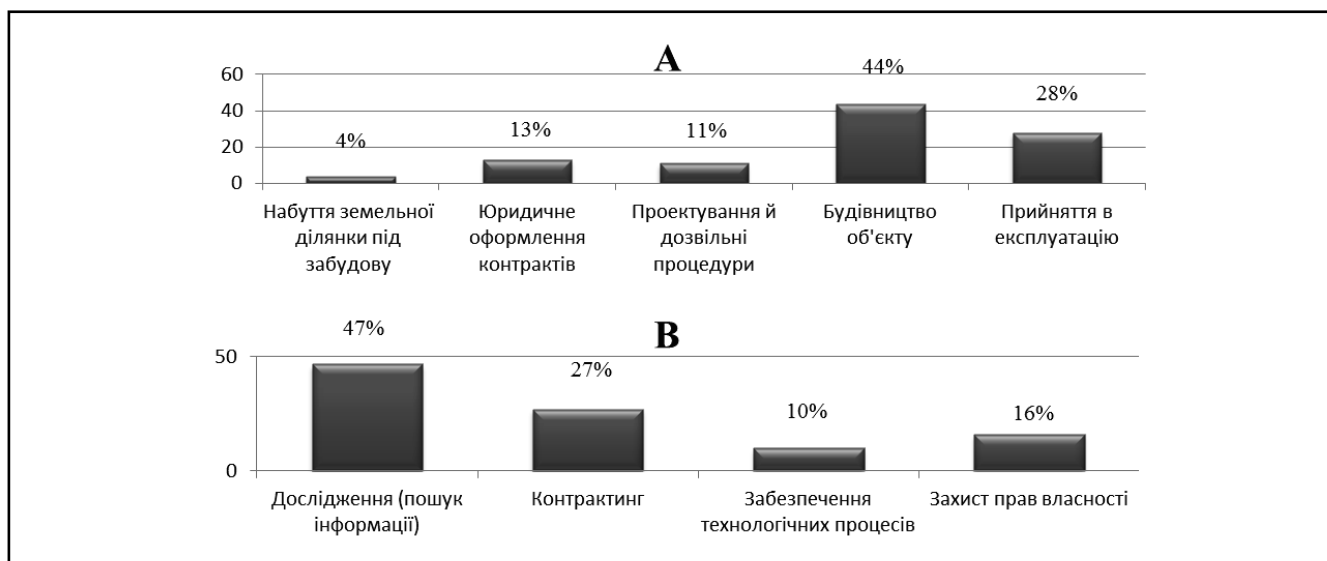 A
60
40
20
0
4%
13%
11%
44%
28%
Набуття земельної
ділянки під
забудову
Юридичне
оформлення
контрактів
Проектування й
дозвільні
процедури
Будівництво
об'єкту
Прийняття в
експлуатацію
B
50
0
47%
27%
10%
16%
Дослідження (пошук
інформації)
Контрактинг
Забезпечення
технологічних процесів
Захист прав власності